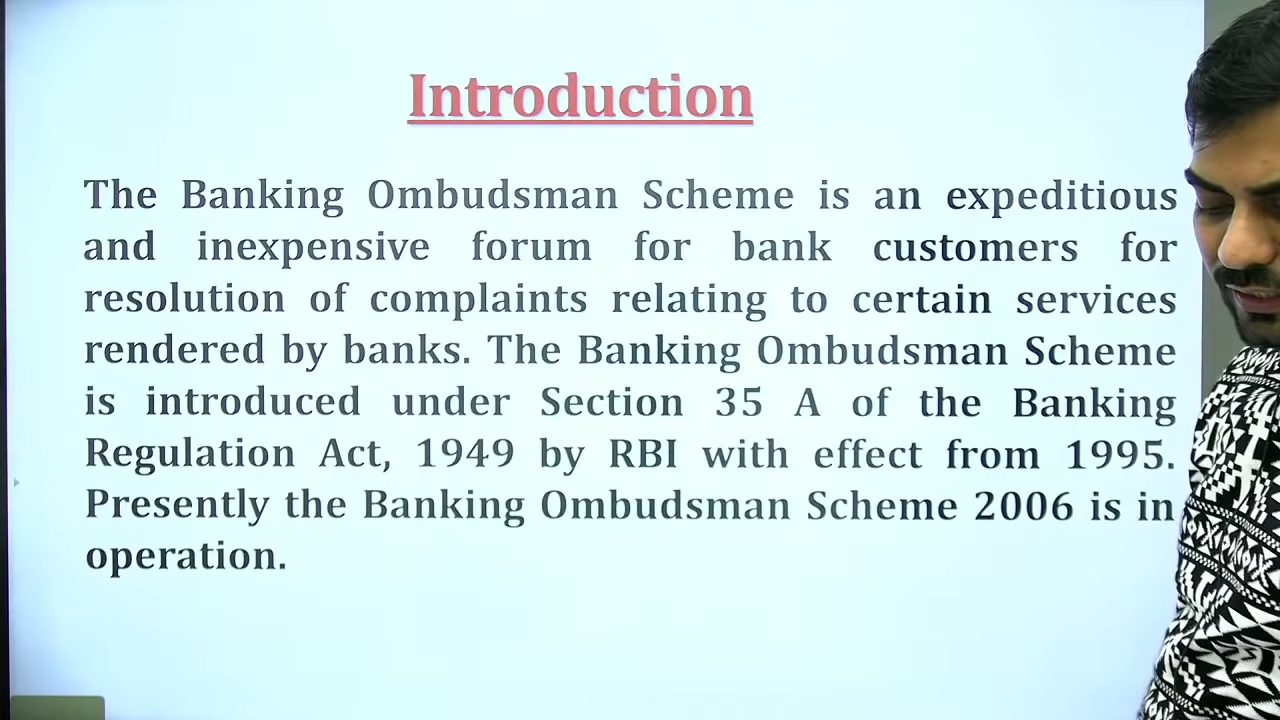 Introduction
The Banking Ombudsman Scheme is an expeditious
and inexpensive forum for bank customers for
resolution of complaints relating to certain services
rendered by banks. The Banking Ombudsman Scheme
is introduced under Section 35 A of the Banking
Regulation Act, 1949 by RBI with effect from 1995.
Presently the Banking Ombudsman Scheme 2006 is in
operation.